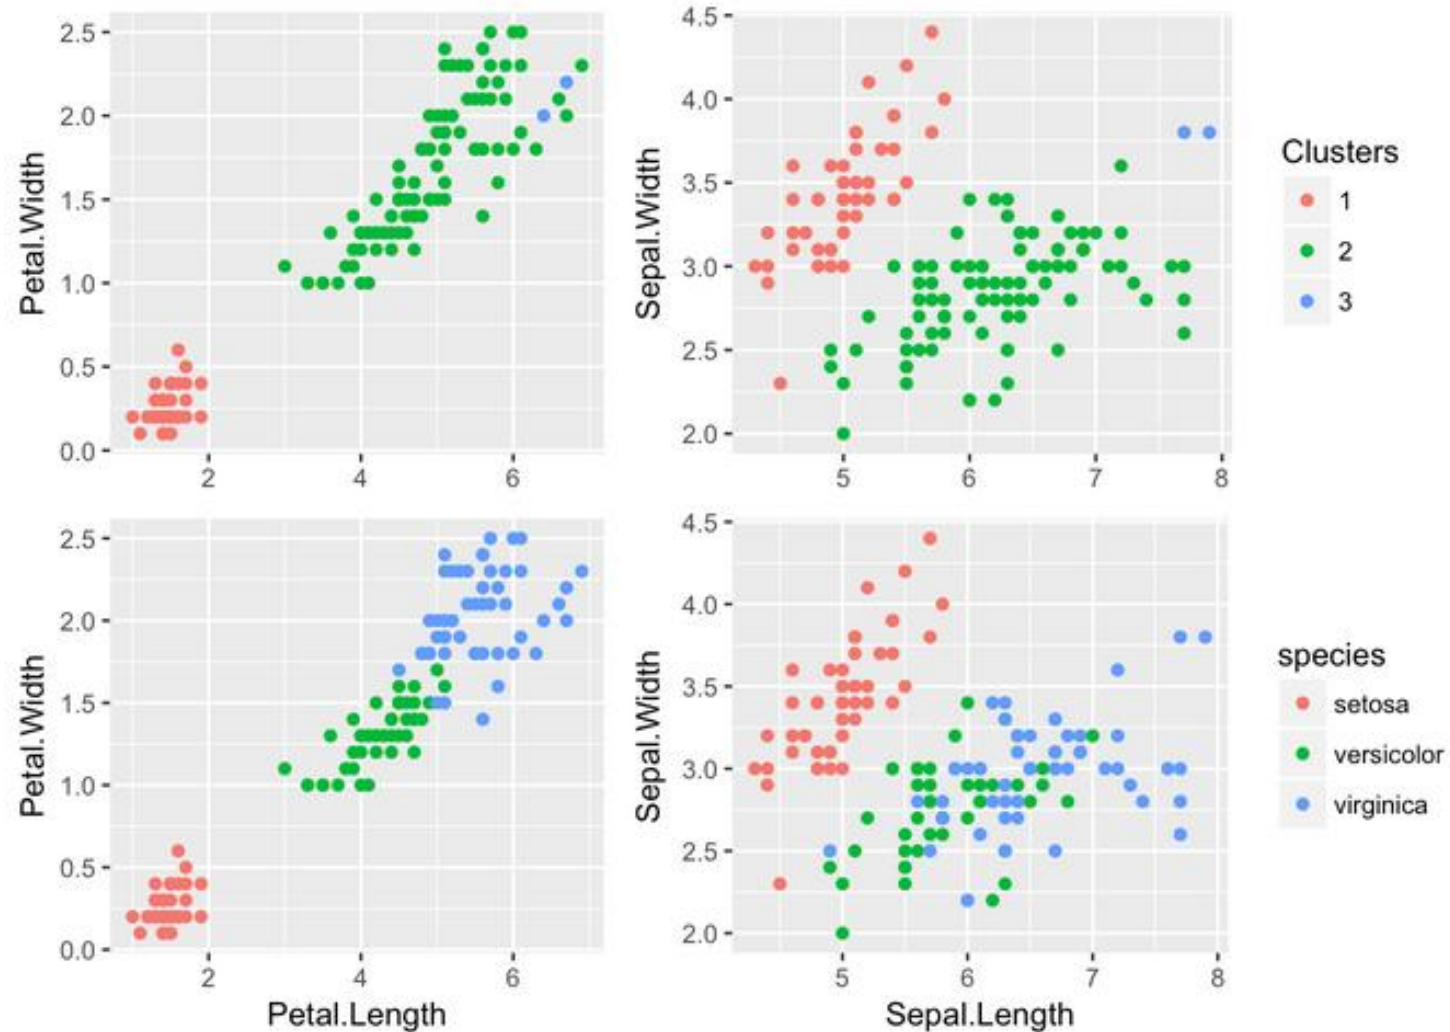 Petal.Width
2.5
2.0
1.5
1.0
0.5
0.0
2 4 6
Sepal.Width
4.5
4.0
3.5
3.0
2.5
2.0
5 6 7 8
Clusters
1
2
3
Petal.Width
2.5
2.0
1.5
1.0
0.5
0.0
2 4 6
Petal.Length
Sepal.Width
4.5
4.0
3.5
3.0
2.5
2.0
5 6 7 8
Sepal.Length
species
setosa
versicolor
virginica